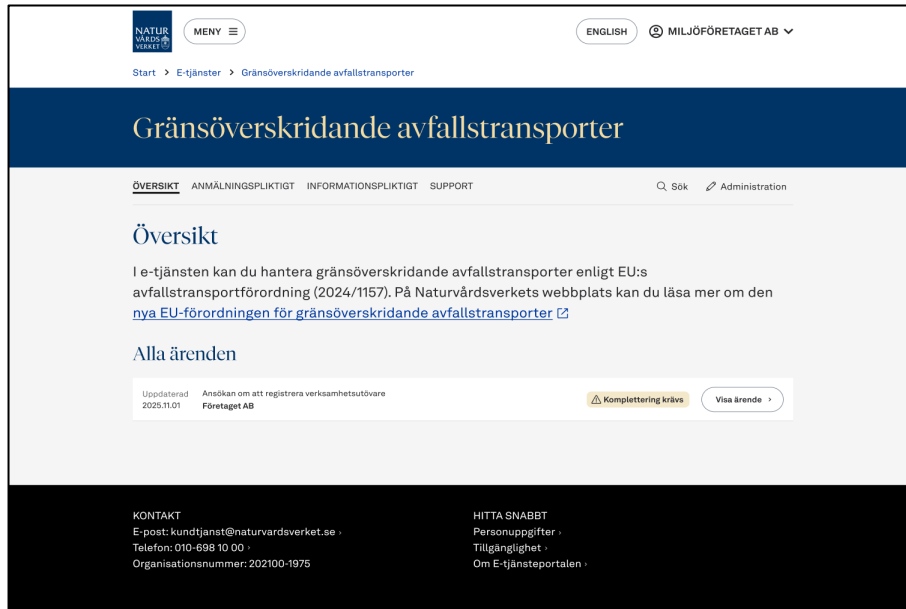 NATUR
VÅRDS
VERKET
MENY
ENGLISH
MILJÖFÖRETAGET AB
Start > E-tjänster > Gränsöverskridande avfallstransporter
Gränsöverskridande avfallstransporter
ÖVERSIKT ANMÄLNINGSPLIKTIGT INFORMATIONSPLIKTIGT SUPPORT Sök Administration
Översikt
I e-tjänsten kan du hantera gränsöverskridande avfallstransporter enligt EU:s
avfallstransportförordning (2024/1157). På Naturvårdsverkets webbplats kan du läsa mer om den
nya EU-förordningen för gränsöverskridande avfallstransporter
Alla ärenden
Uppdaterad
2025.11.01
Ansökan om att registrera verksamhetsutövare
Företaget AB
Komplettering krävs
Visa ärende ›
KONTAKT
E-post: kundtjanst@naturvardsverket.se ›
Telefon: 010-698 10 00 ›
Organisationsnummer: 202100-1975
HITTA SNABBT
Personuppgifter ›
Tillgänglighet ›
Om E-tjänsteportalen ›